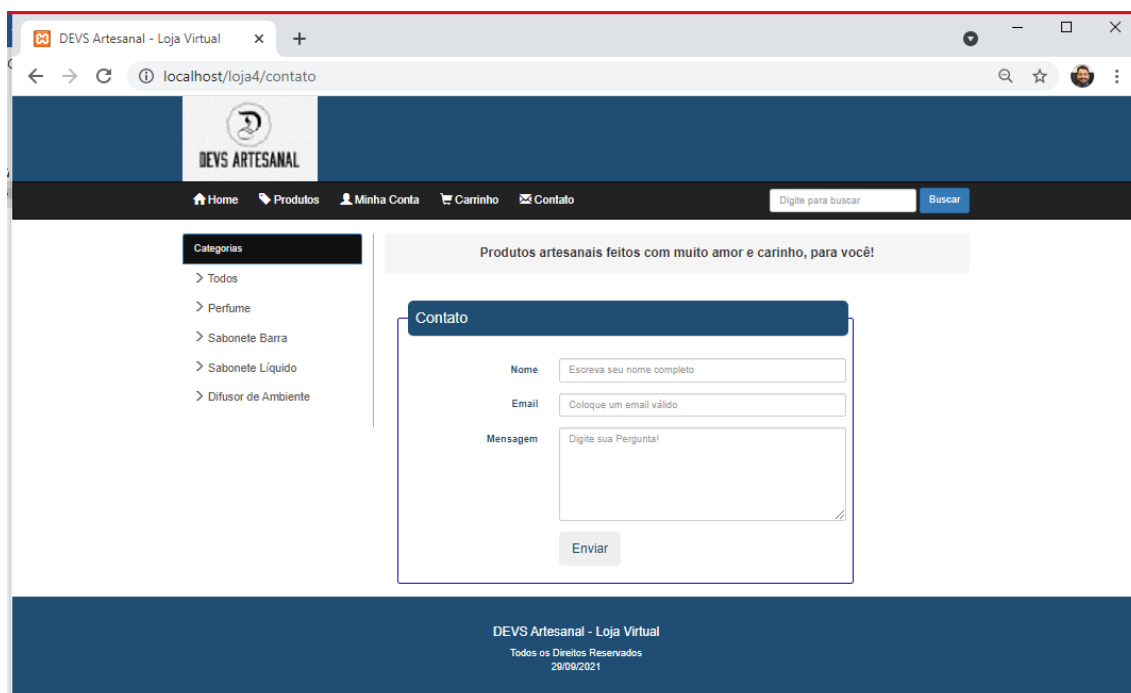 DEVS Artesanal - Loja Virtual
localhost/loja4/contato
DEVS ARTESANAL
Home Produtos Minha Conta Carrinho Contato Digite para buscar Buscar
Categorias
Todos
Perfume
Sabonete Barra
Sabonete Líquido
Difusor de Ambiente
Produtos artesanais feitos com muito amor e carinho, para você!
Contato
Nome Escreva seu nome completo
Email Coloque um email válido
Mensagem Digite sua Pergunta!
Enviar
DEVS Artesanal - Loja Virtual
Todos os Direitos Reservados
29/09/2021